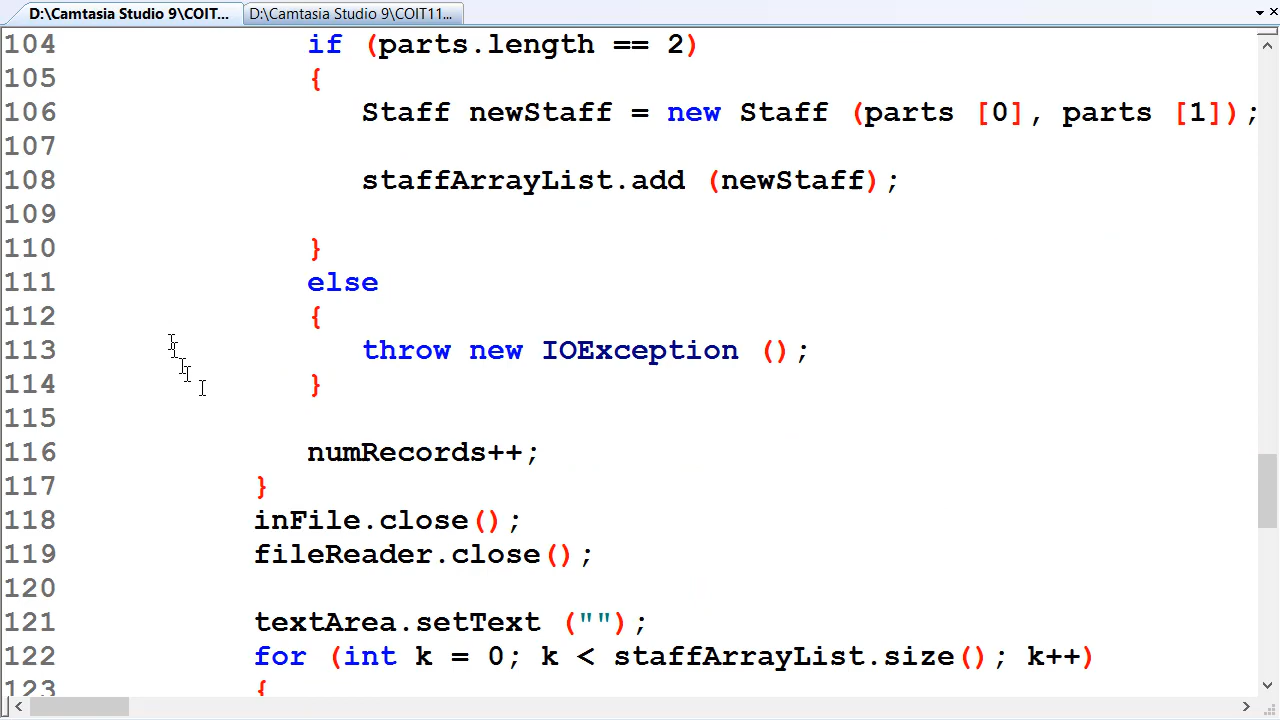 D:\Camtasia Studio 9\COIT... D:\Camtasia Studio 9\COIT11...
104 if (parts.length == 2)
105 {
106 Staff newStaff = new Staff (parts [0], parts [1]);
107
108 staffArrayList.add (newStaff);
109
110 }
111 else
112 {
113 throw new IOException ();
114 }
115
116 numRecords++;
117 }
118 inFile.close();
119 fileReader.close();
120
121 textArea.setText ("");
122 for (int k = 0; k < staffArrayList.size(); k++)
123 {